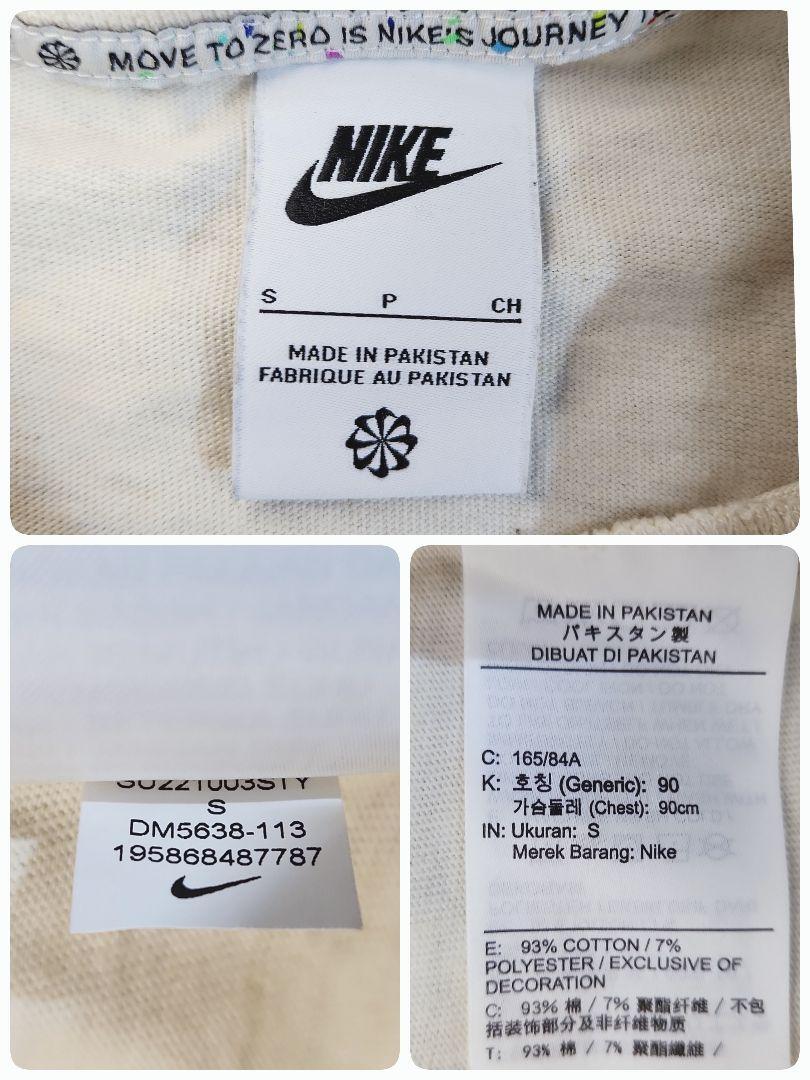 MOVE TO ZERO IS NIKE'S JOURNEY
NIKE
S P CH
MADE IN PAKISTAN
FABRIQUE AU PAKISTAN
S
DM5638-113
195868487787
MADE IN PAKISTAN
パキスタン製
DIBUAT DI PAKISTAN
C: 165/84A
K: 호칭 (Generic): 90
가슴둘레 (Chest): 90cm
IN: Ukuran: S
Merek Barang: Nike
E: 93% COTTON / 7%
POLYESTER / EXCLUSIVE OF
DECORATION
C: 93% 棉 / 7% 聚酯纤维 / 不包
括装饰部分及非纤维物质
T: 93% 棉 / 7% 聚酯纖維 /